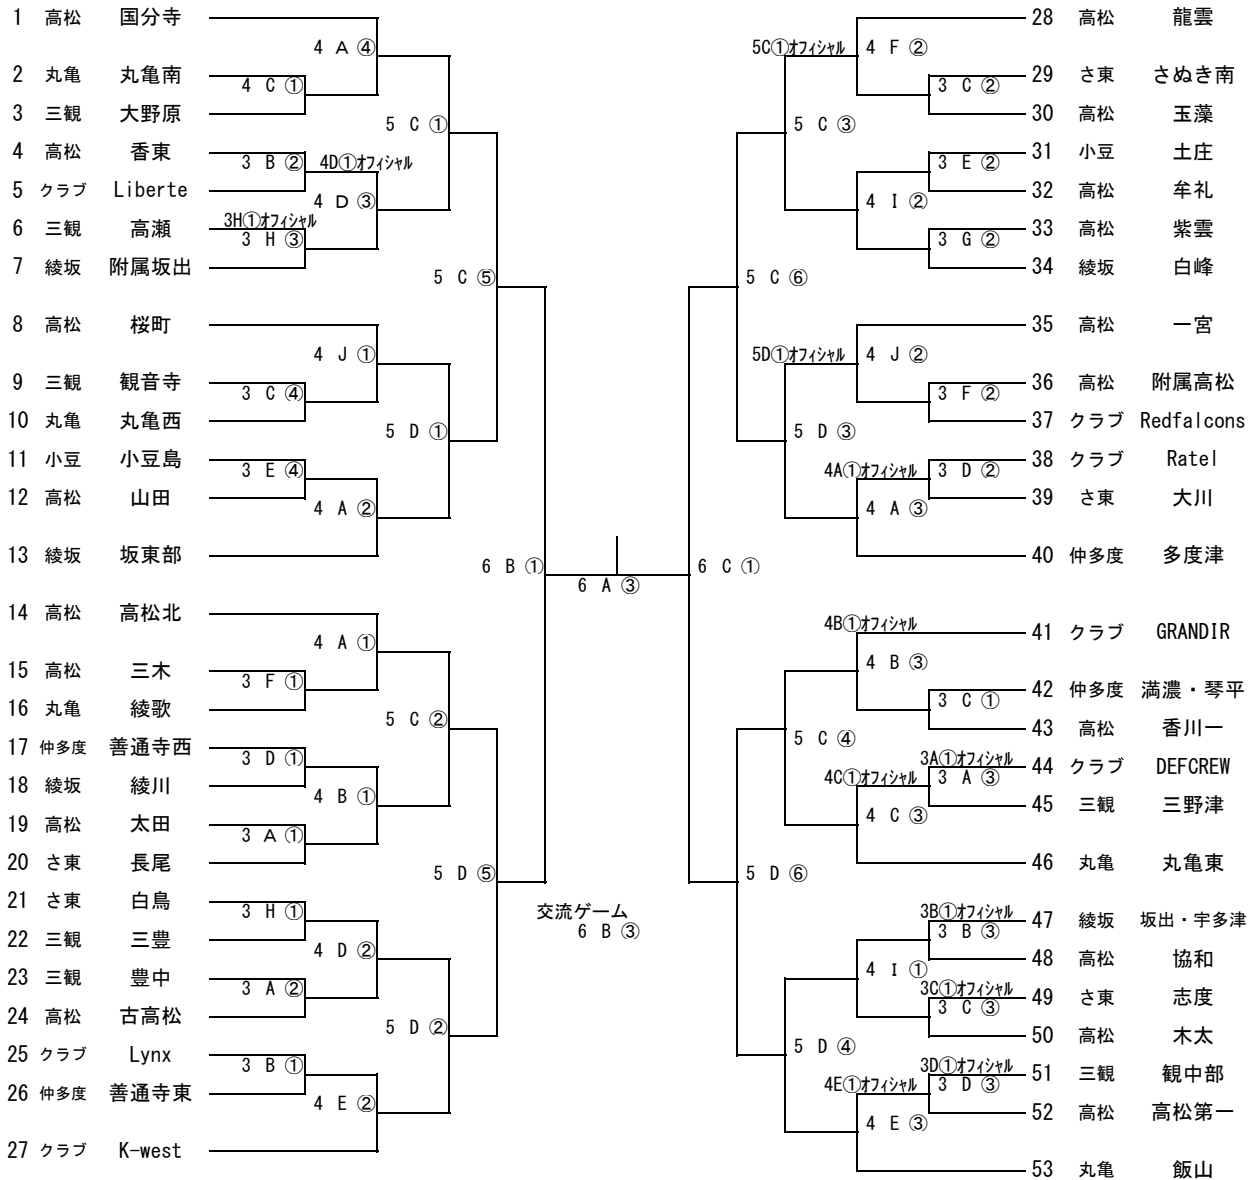 1 高松 国分寺
4 A ④
2 丸亀 丸亀南
4 C ①
3 三観 大野原
5 C ①
4 高松 香東
3 B ②
4D①オフィシャル
5 クラブ Liberte
4 D ③
6 三観 高瀬
3H①オフィシャル
3 H ③
7 綾坂 附属坂出
5 C ⑤
8 高松 桜町
4 J ①
9 三観 観音寺
3 C ④
10 丸亀 丸亀西
5 D ①
11 小豆 小豆島
3 E ④
12 高松 山田
4 A ②
13 綾坂 坂東部
6 B ①
6 A ③
14 高松 高松北
4 A ①
15 高松 三木
3 F ①
16 丸亀 綾歌
5 C ②
17 仲多度 善通寺西
3 D ①
18 綾坂 綾川
4 B ①
19 高松 太田
3 A ①
20 さ東 長尾
5 D ⑤
21 さ東 白鳥
3 H ①
22 三観 三豊
4 D ②
23 三観 豊中
3 A ②
24 高松 古高松
5 D ②
25 クラブ Lynx
3 B ①
26 仲多度 善通寺東
4 E ②
27 クラブ K-west
交流ゲーム
6 B ③
28 高松 龍雲
5C①オフィシャル
4 F ②
29 さ東 さぬき南
3 C ②
30 高松 玉藻
5 C ③
31 小豆 土庄
3 E ②
32 高松 牟礼
4 I ②
33 高松 紫雲
3 G ②
34 綾坂 白峰
5 C ⑥
35 高松 一宮
5D①オフィシャル
4 J ②
36 高松 附属高松
3 F ②
37 クラブ Redfalcons
5 D ③
38 クラブ Ratel
4A①オフィシャル
3 D ②
39 さ東 大川
4 A ③
40 仲多度 多度津
6 C ①
41 クラブ GRANDIR
4B①オフィシャル
4 B ③
42 仲多度 満濃・琴平
3 C ①
43 高松 香川一
5 C ④
44 クラブ DEFCREW
3A①オフィシャル
3 A ③
4C①オフィシャル
45 三観 三野津
4 C ③
46 丸亀 丸亀東
5 D ⑥
47 綾坂 坂出・宇多津
3B①オフィシャル
3 B ③
48 高松 協和
4 I ①
49 さ東 志度
3C①オフィシャル
3 C ③
50 高松 木太
5 D ④
51 三観 観中部
3D①オフィシャル
3 D ③
4E①オフィシャル
52 高松 高松第一
4 E ③
53 丸亀 飯山